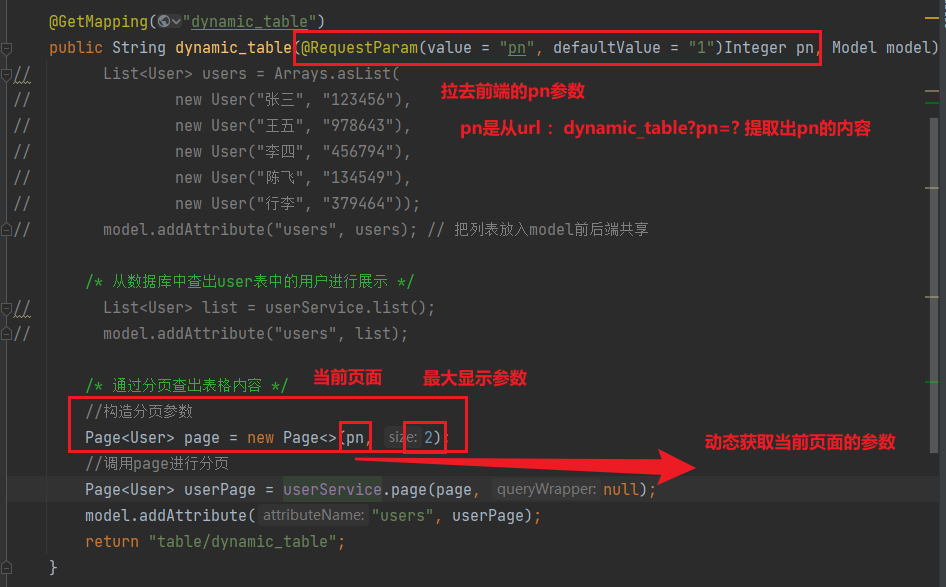 @GetMapping("dynamic_table")
public String dynamic_table(@RequestParam(value = "pn", defaultValue = "1")Integer pn, Model model)
//        List<User> users = Arrays.asList(
//                new User("张三", "123456"),
拉去前端的pn参数
//                new User("王五", "978643"),
pn是从url : dynamic_table?pn=? 提取出pn的内容
//                new User("李四", "456794"),
//                new User("陈飞", "134549"),
//                new User("行李", "379464"));
//        model.addAttribute("users", users); // 把列表放入model前后端共享
/* 从数据库中查出user表中的用户进行展示 */
//        List<User> list = userService.list();
//        model.addAttribute("users", list);
/* 通过分页查出表格内容 */
当前页面
最大显示参数
//构造分页参数
Page<User> page = new Page<>(pn, size: 2);
动态获取当前页面的参数
//调用page进行分页
Page<User> userPage = userService.page(page, queryWrapper: null);
model.addAttribute( attributeName: "users", userPage);
return "table/dynamic_table";
}